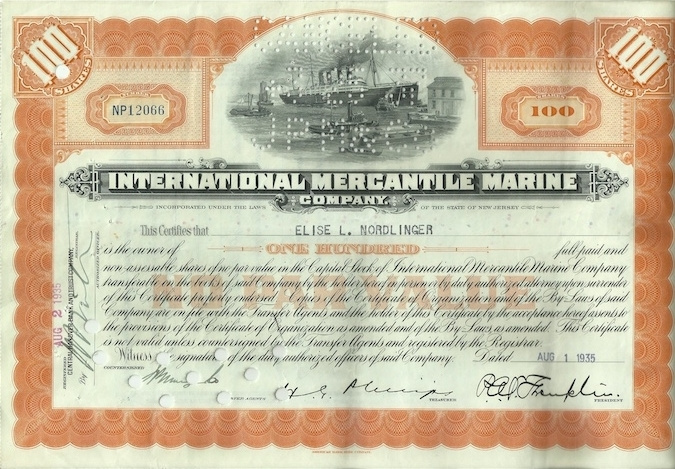 100 SHARES
100 SHARES
NUMBER
NP12066
SHARES
100
INTERNATIONAL MERCANTILE MARINE
COMPANY
INCORPORATED UNDER THE LAWS OF THE STATE OF NEW JERSEY
This Certifies that ELISE L. NORDLINGER
is the owner of ONE HUNDRED full paid and
non-assessable shares of no par value in the Capital Stock of International Mercantile Marine Company
transferable on the books of said Company by the holder hereof in person or by duly authorized attorney upon surrender
of this Certificate properly endorsed
of the By Laws of said
Company are on file with the Transfer Agents and the holder of this Certificate by the acceptance hereof assents to
the provisions of the Certificate of Organization as amended and of the By Laws as amended. This Certificate
is not valid unless countersigned by the Transfer Agents and registered by the Registrar.
NO PAR VALUE
Witness the signatures of the duly authorized officers of said Company. Dated AUG 1 1935
COUNTERSIGNED
TREASURER
P.A.S. Franklin
PRESIDENT
AUG 2 1935
By